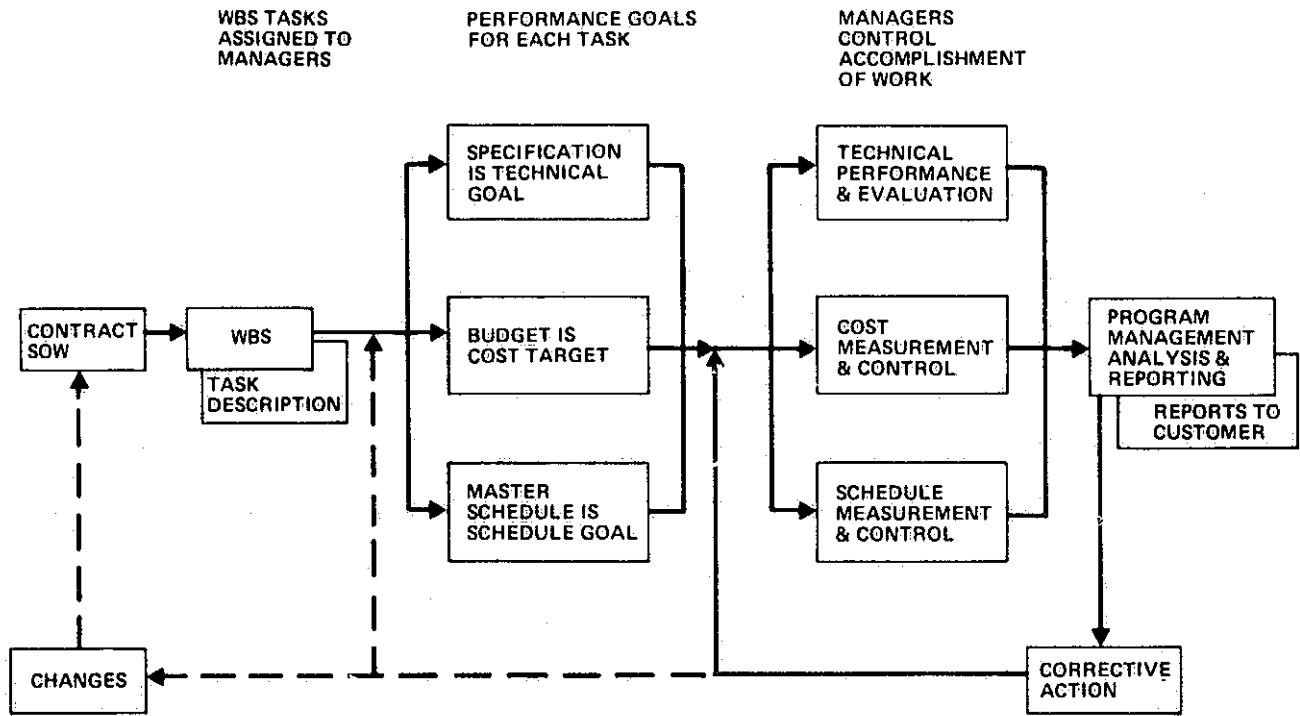 WBS TASKS
ASSIGNED TO
MANAGERS
PERFORMANCE GOALS
FOR EACH TASK
MANAGERS
CONTROL
ACCOMPLISHMENT
OF WORK
SPECIFICATION
IS TECHNICAL
GOAL
TECHNICAL
PERFORMANCE
& EVALUATION
CONTRACT
SOW
WBS
TASK
DESCRIPTION
BUDGET IS
COST TARGET
COST
MEASUREMENT
& CONTROL
PROGRAM
MANAGEMENT
ANALYSIS &
REPORTING
REPORTS TO
CUSTOMER
MASTER
SCHEDULE IS
SCHEDULE GOAL
SCHEDULE
MEASUREMENT
& CONTROL
CHANGES
CORRECTIVE
ACTION